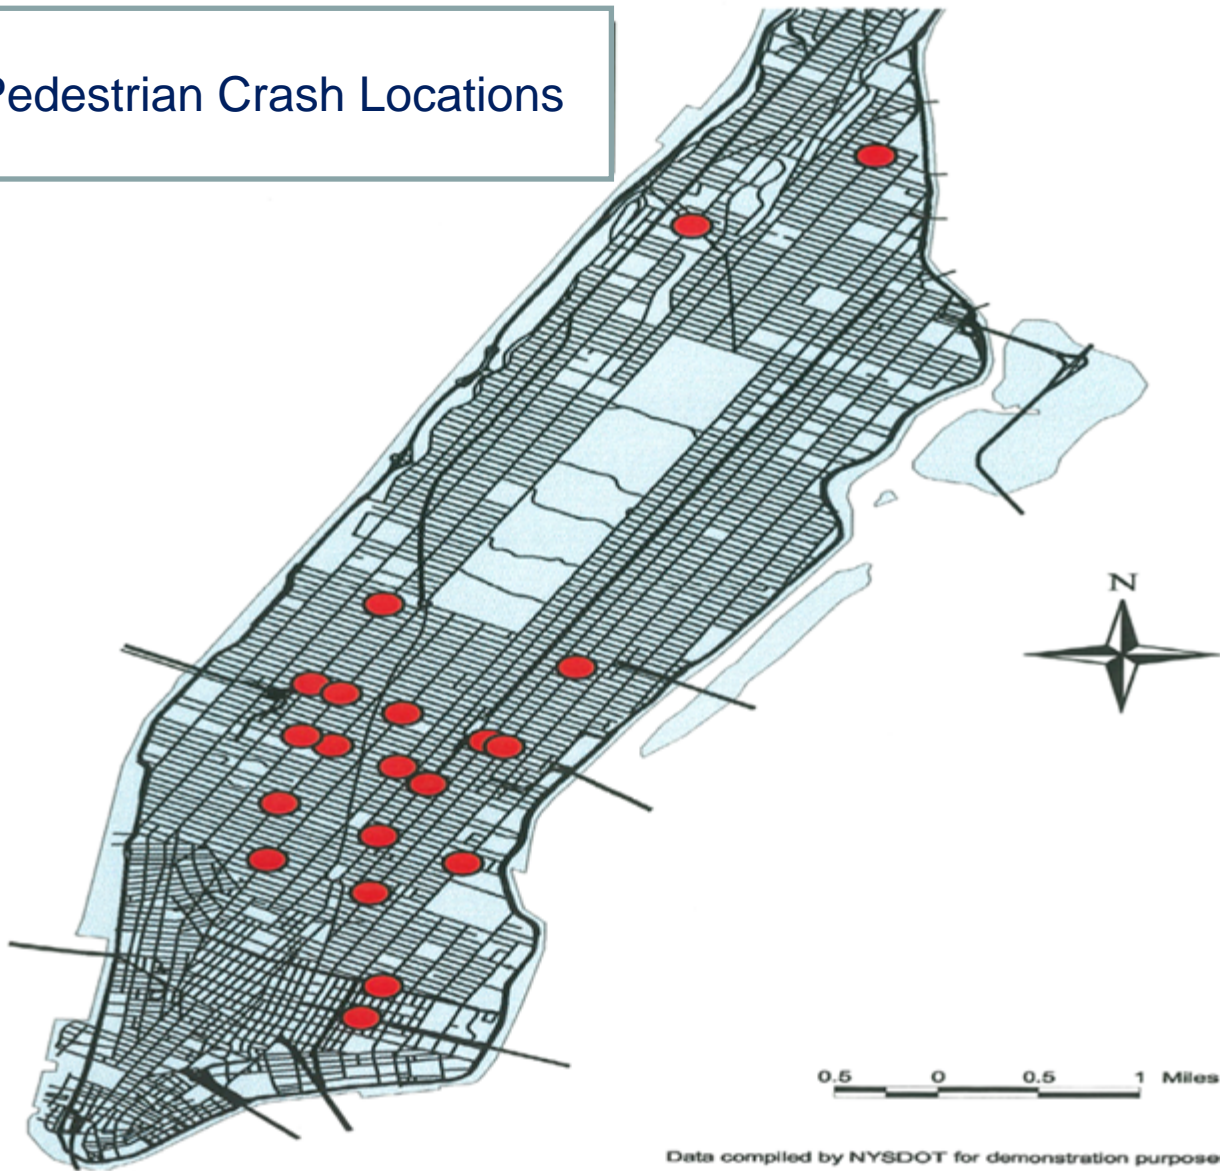 Pedestrian Crash Locations
N
0.5 0 0.5 1 Miles
Data compiled by NYSDOT for demonstration purpose